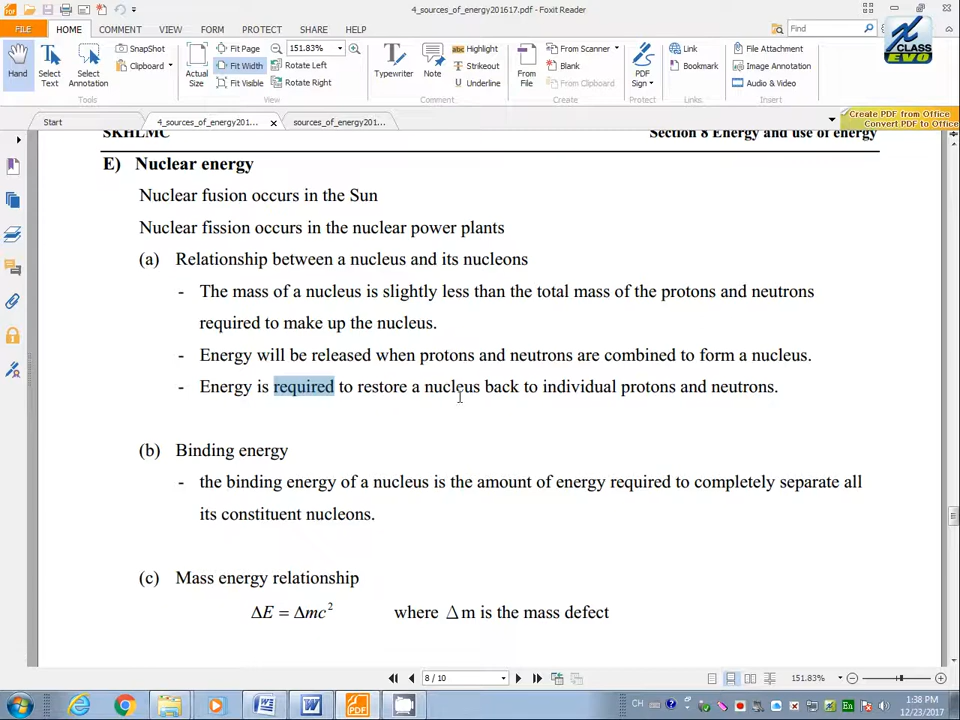 4_sources_of_energy201617.pdf - Foxit Reader
FILE HOME COMMENT VIEW FORM PROTECT SHARE HELP
Find
CLASS
EVO
Hand
Select
Text
Select
Annotation
SnapShot
Clipboard
Tools
Actual
Size
Fit Page
Fit Width
Fit Visible
151.83%
Rotate Left
Rotate Right
View
Typewriter
Note
Highlight
Strikeout
Underline
Comment
From
File
From Scanner
Blank
Create
PDF
Sign
Protect
Link
Bookmark
Links
File Attachment
Image Annotation
Audio & Video
Insert
Start 4_sources_of_energy201... sources_of_energy201...
Create PDF from Office
Convert PDF to Office
SKHLMC Section 8 Energy and use of energy
E) Nuclear energy
Nuclear fusion occurs in the Sun
Nuclear fission occurs in the nuclear power plants
(a) Relationship between a nucleus and its nucleons
- The mass of a nucleus is slightly less than the total mass of the protons and neutrons
required to make up the nucleus.
- Energy will be released when protons and neutrons are combined to form a nucleus.
- Energy is required to restore a nucleus back to individual protons and neutrons.
(b) Binding energy
- the binding energy of a nucleus is the amount of energy required to completely separate all
its constituent nucleons.
(c) Mass energy relationship
ΔE = Δmc² where Δm is the mass defect
8 / 10
151.83%
CH
En
1:38 PM
12/23/2017